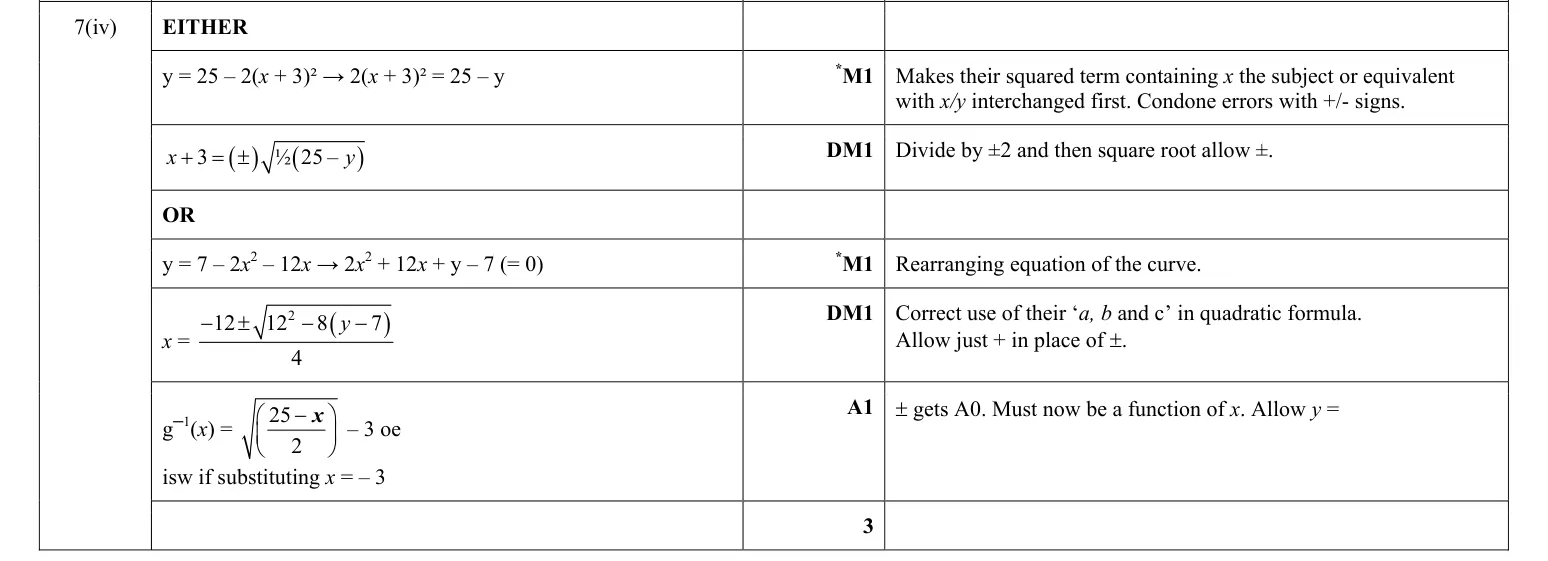 7(iv) EITHER
y = 25 – 2(x + 3)² → 2(x + 3)² = 25 – y *M1 Makes their squared term containing x the subject or equivalent
with x/y interchanged first. Condone errors with +/- signs.
x + 3 = (±)√½(25 – y) DM1 Divide by ±2 and then square root allow ±.
OR
y = 7 – 2x² – 12x → 2x² + 12x + y – 7 (= 0) *M1 Rearranging equation of the curve.
x = (−12 ± √(12² − 8(y − 7)))/4 DM1 Correct use of their ‘a, b and c’ in quadratic formula.
Allow just + in place of ±.
g⁻¹(x) = √((25 − x)/2) – 3 oe A1 ± gets A0. Must now be a function of x. Allow y =
isw if substituting x = – 3
3